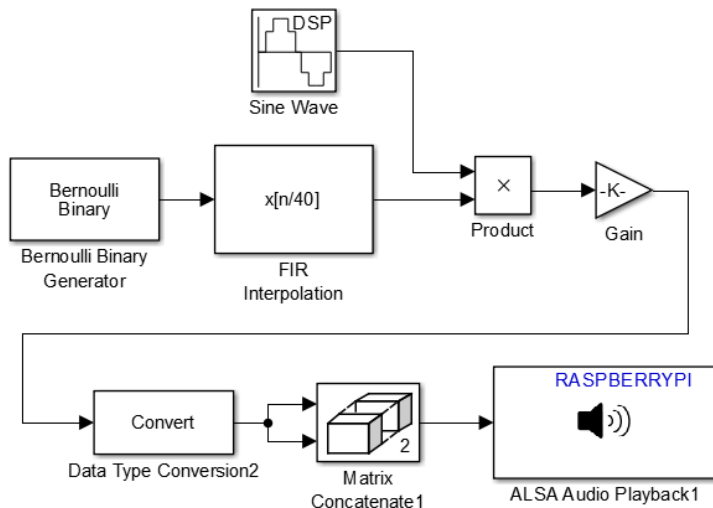 DSP
Sine Wave
Bernoulli
Binary
Bernoulli Binary
Generator
x[n/40]
FIR
Interpolation
×
Product
-K-
Gain
Convert
Data Type Conversion2
2
Matrix
Concatenate1
RASPBERRYPI
ALSA Audio Playback1